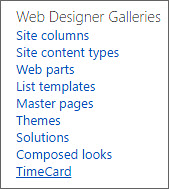 Web Designer Galleries
Site columns
Site content types
Web parts
List templates
Master pages
Themes
Solutions
Composed looks
TimeCard